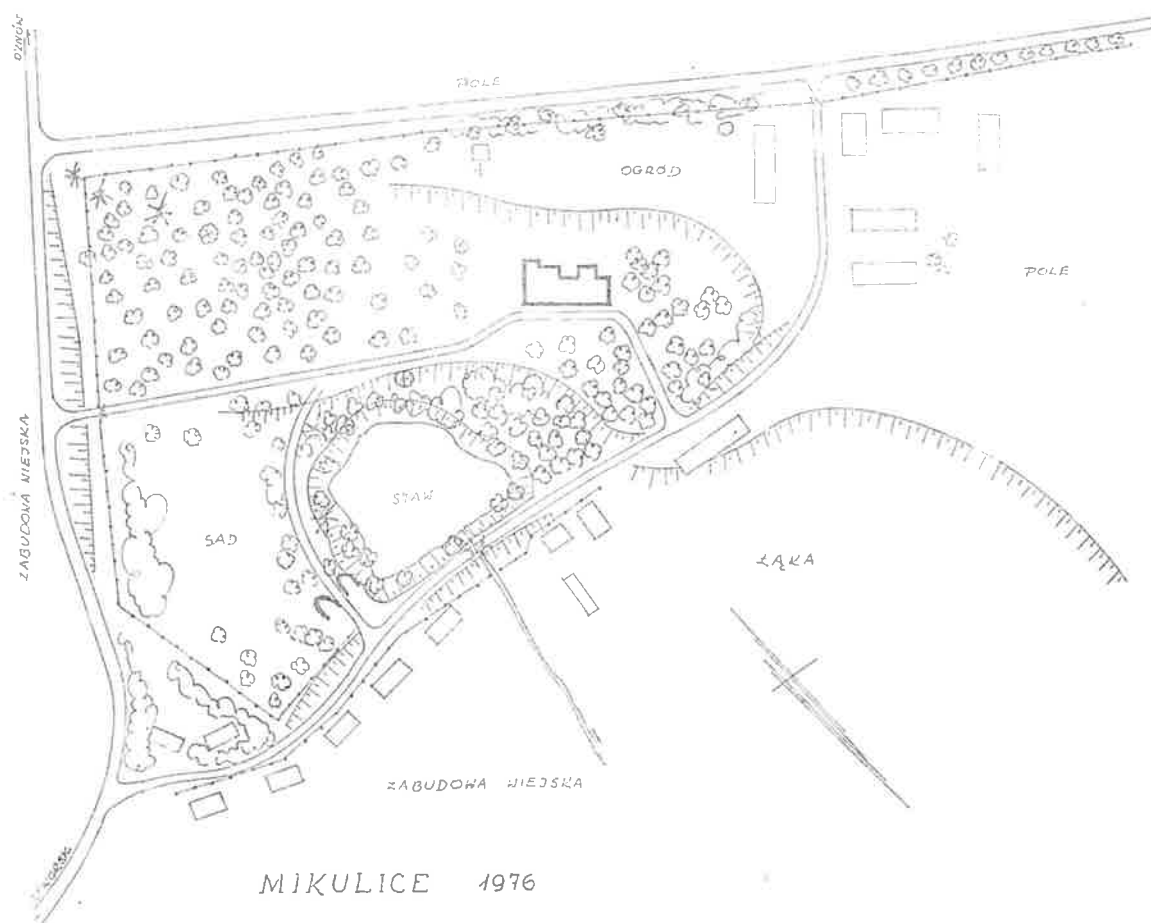 POLE
OGRÓD
POLE
ZABUDOWA WIEJSKA
STAW
SAD
ŁĄKA
ZABUDOWA WIEJSKA
MIKULICE 1976